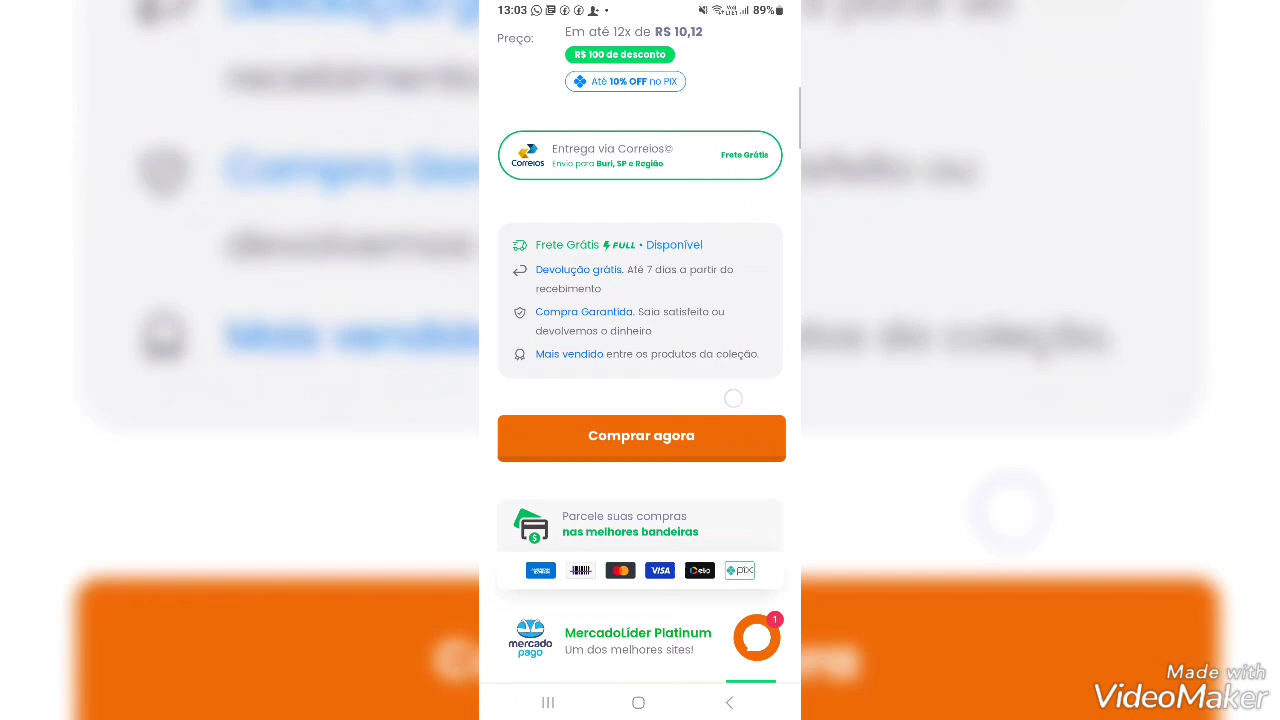 13:03
89%
Em até 12x de R$ 10,12
Preço:
R$ 100 de desconto
Até 10% OFF no PIX
Entrega via Correios©
Correios
Envio para Buri, SP e Região
Frete Grátis
Frete Grátis FULL • Disponível
Devolução grátis. Até 7 dias a partir do
recebimento
Compra Garantida. Saia satisfeito ou
devolvemos o dinheiro
Mais vendido entre os produtos da coleção.
Comprar agora
Parcele suas compras
nas melhores bandeiras
VISA
elo
pix
MercadoLíder Platinum
mercado
pago
Um dos melhores sites!
1
Made with
VideoMaker